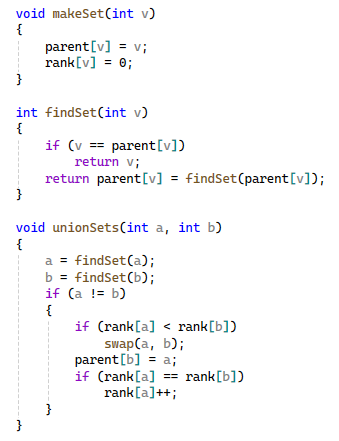 void makeSet(int v)
{
    parent[v] = v;
    rank[v] = 0;
}

int findSet(int v)
{
    if (v == parent[v])
        return v;
    return parent[v] = findSet(parent[v]);
}

void unionSets(int a, int b)
{
    a = findSet(a);
    b = findSet(b);
    if (a != b)
    {
        if (rank[a] < rank[b])
            swap(a, b);
        parent[b] = a;
        if (rank[a] == rank[b])
            rank[a]++;
    }
}